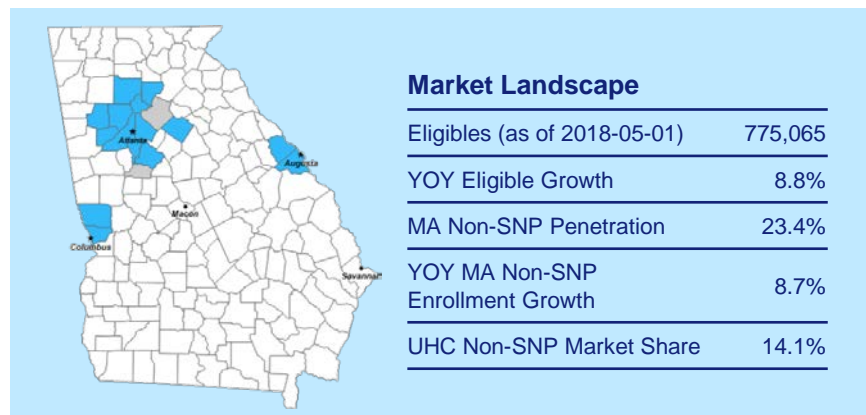 Market Landscape
Eligibles (as of 2018-05-01) 775,065
YOY Eligible Growth 8.8%
MA Non-SNP Penetration 23.4%
YOY MA Non-SNP
Enrollment Growth 8.7%
UHC Non-SNP Market Share 14.1%
Atlanta
Augusta
Macon
Columbus
Savannah